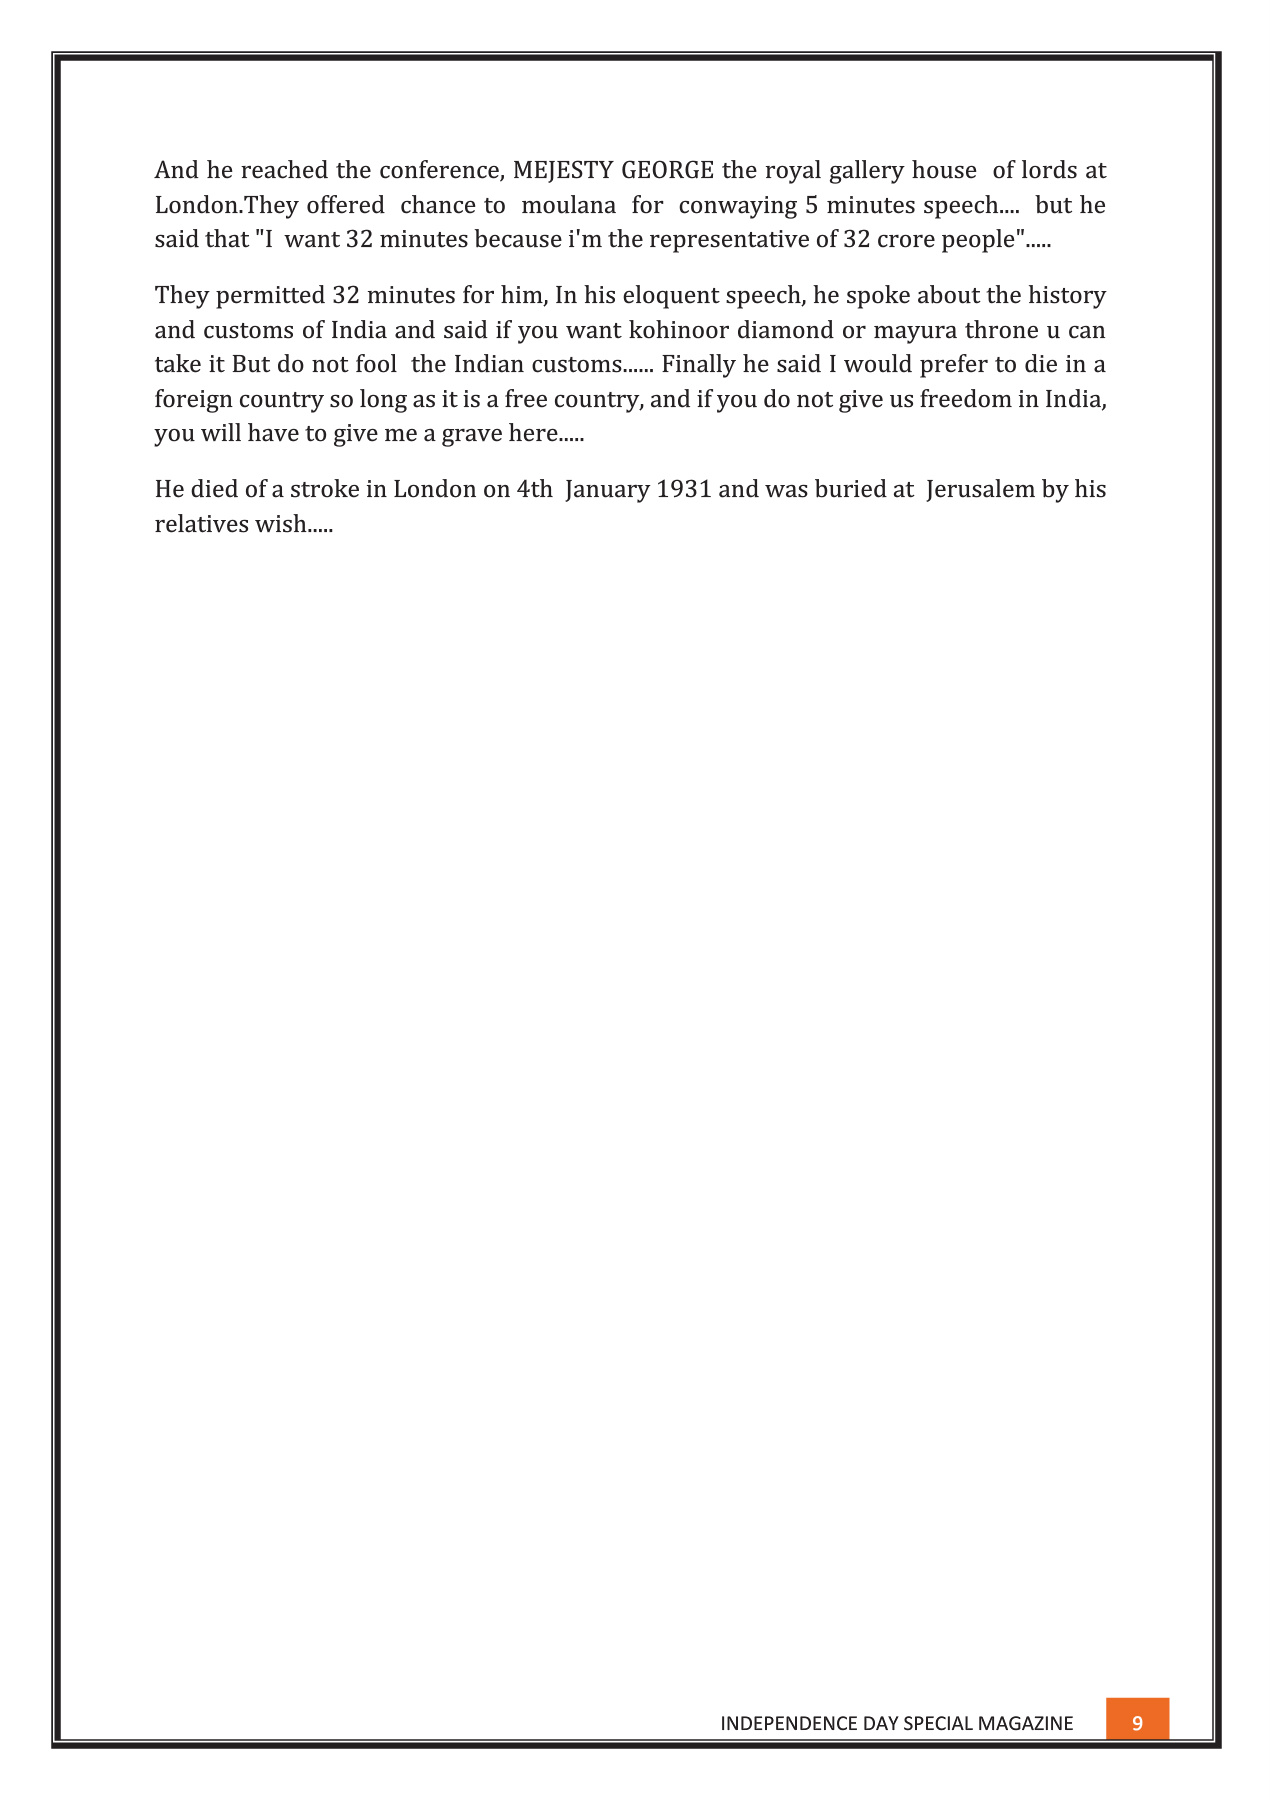 And he reached the conference, MEJESTY GEORGE the royal gallery house  of lords at
London.They offered  chance to  moulana  for  conwaying 5 minutes speech....  but he
said that "I  want 32 minutes because i'm the representative of 32 crore people".....
They permitted 32 minutes for him, In his eloquent speech, he spoke about the history
and customs of India and said if you want kohinoor diamond or mayura throne u can
take it But do not fool  the Indian customs...... Finally he said I would prefer to die in a
foreign country so long as it is a free country, and if you do not give us freedom in India,
you will have to give me a grave here.....
He died of a stroke in London on 4th  January 1931 and was buried at  Jerusalem by his
relatives wish.....
INDEPENDENCE DAY SPECIAL MAGAZINE 9